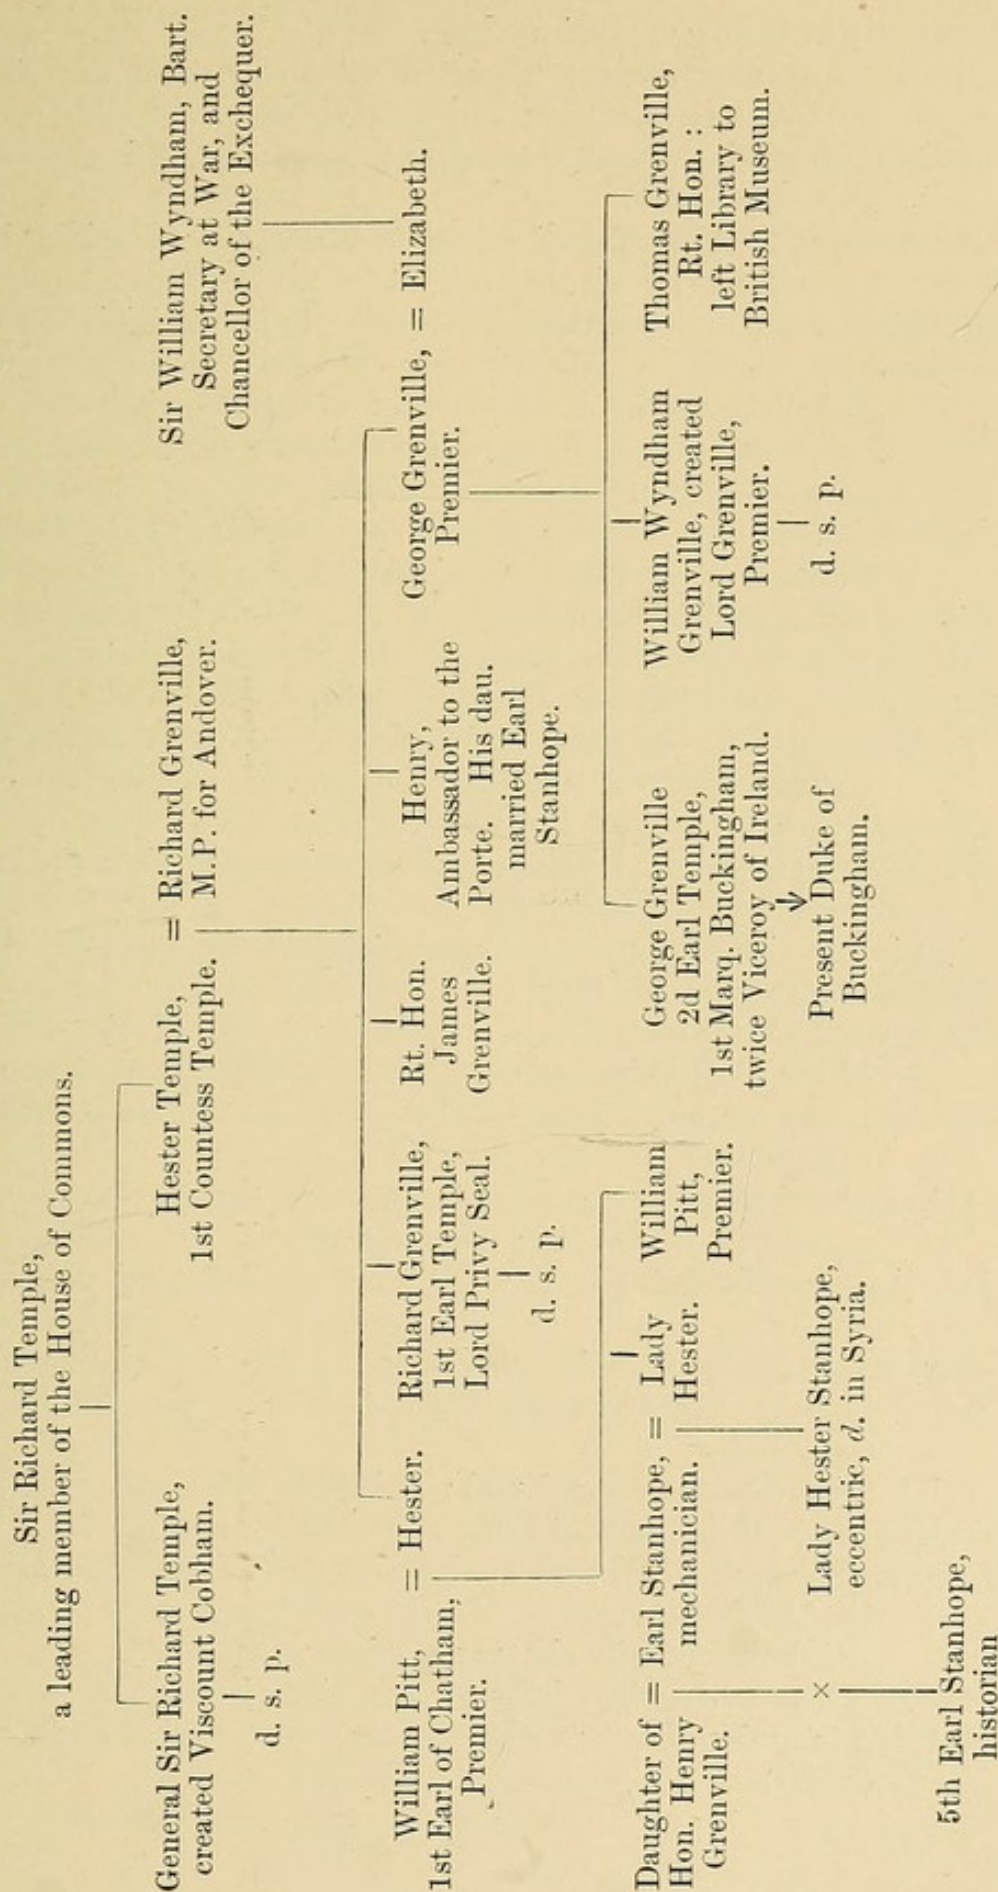 Sir Richard Temple,
a leading member of the House of Commons.
General Sir Richard Temple,
created Viscount Cobham.
d. s. p.
Hester Temple,
1st Countess Temple.
= Richard Grenville,
M.P. for Andover.
Sir William Wyndham, Bart.
Secretary at War, and
Chancellor of the Exchequer.
William Pitt,
1st Earl of Chatham,
Premier.
= Hester.
Richard Grenville,
1st Earl Temple,
Lord Privy Seal.
d. s. p.
Rt. Hon.
James
Grenville.
Henry,
Ambassador to the
Porte. His dau.
married Earl
Stanhope.
George Grenville,
Premier.
= Elizabeth.
Daughter of
Hon. Henry
Grenville.
= Earl Stanhope,
mechanician.
= Lady
Hester.
William
Pitt,
Premier.
George Grenville
2d Earl Temple,
1st Marq. Buckingham,
twice Viceroy of Ireland.
William Wyndham
Grenville, created
Lord Grenville,
Premier.
d. s. p.
Thomas Grenville,
Rt. Hon. :
left Library to
British Museum.
×
Lady Hester Stanhope,
eccentric, d. in Syria.
Present Duke of
Buckingham.
5th Earl Stanhope,
historian